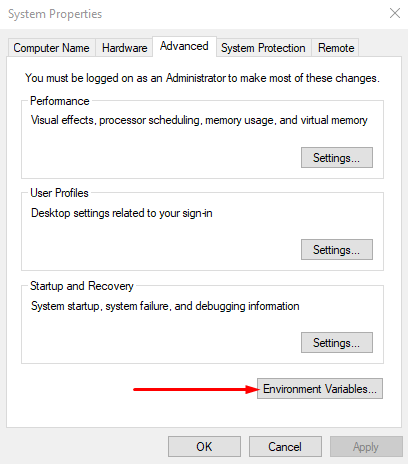 System Properties
Computer Name Hardware Advanced System Protection Remote
You must be logged on as an Administrator to make most of these changes.
Performance
Visual effects, processor scheduling, memory usage, and virtual memory
Settings...
User Profiles
Desktop settings related to your sign-in
Settings...
Startup and Recovery
System startup, system failure, and debugging information
Settings...
Environment Variables...
OK Cancel Apply